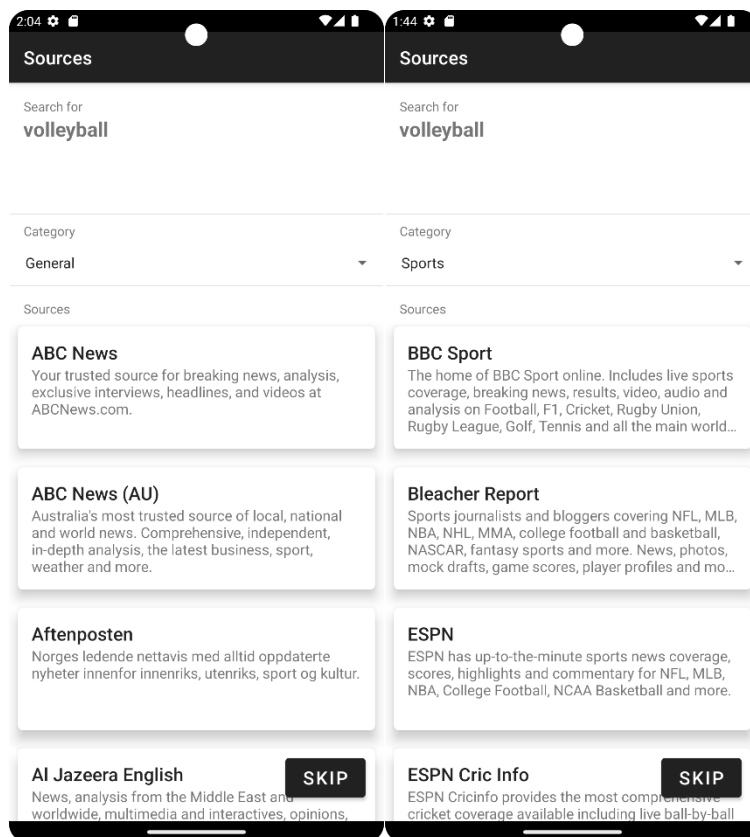 2:04
Sources
Search for
volleyball
Category
General
Sources
ABC News
Your trusted source for breaking news, analysis,
exclusive interviews, headlines, and videos at
ABCNews.com.
ABC News (AU)
Australia's most trusted source of local, national
and world news. Comprehensive, independent,
in-depth analysis, the latest business, sport,
weather and more.
Aftenposten
Norges ledende nettavis med alltid oppdaterte
nyheter innenfor innenriks, utenriks, sport og kultur.
Al Jazeera English
News, analysis from the Middle East and
worldwide, multimedia and interactives, opinions,
SKIP
1:44
Sources
Search for
volleyball
Category
Sports
Sources
BBC Sport
The home of BBC Sport online. Includes live sports
coverage, breaking news, results, video, audio and
analysis on Football, F1, Cricket, Rugby Union,
Rugby League, Golf, Tennis and all the main world...
Bleacher Report
Sports journalists and bloggers covering NFL, MLB,
NBA, NHL, MMA, college football and basketball,
NASCAR, fantasy sports and more. News, photos,
mock drafts, game scores, player profiles and mo...
ESPN
ESPN has up-to-the-minute sports news coverage,
scores, highlights and commentary for NFL, MLB,
NBA, College Football, NCAA Basketball and more.
ESPN Cric Info
ESPN Cricinfo provides the most comprehensive
cricket coverage available including live ball-by-ball
SKIP